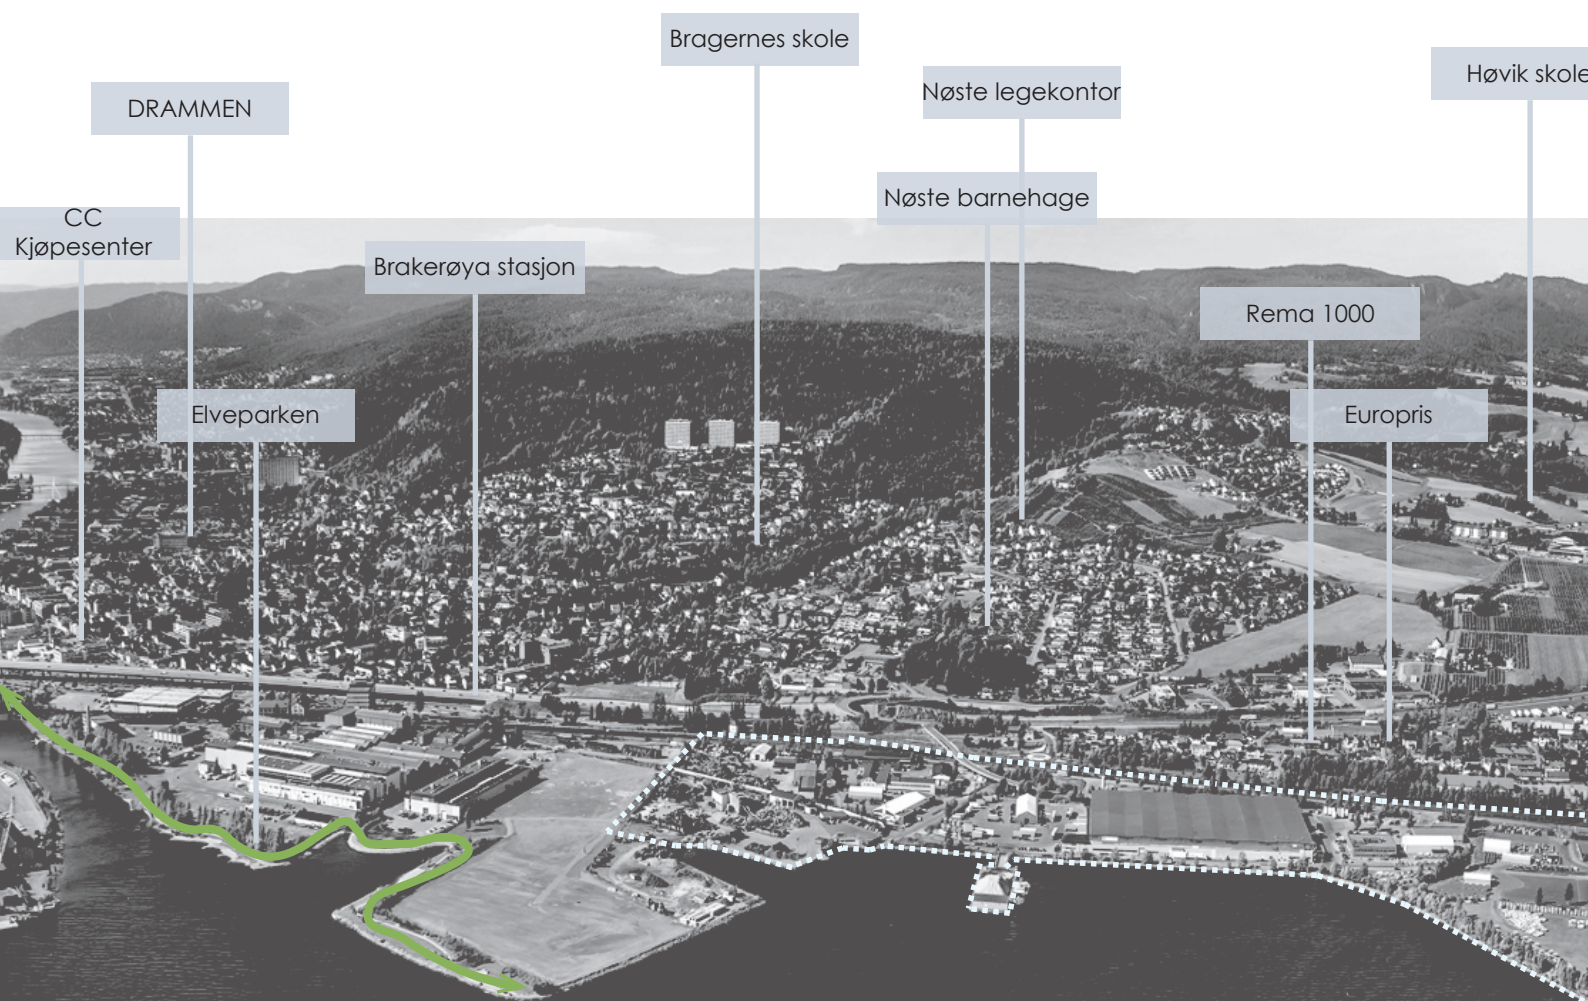 Bragernes skole
Høvik skole
Nøste legekontor
DRAMMEN
Nøste barnehage
CC
Kjøpesenter
Brakerøya stasjon
Rema 1000
Elveparken
Europris